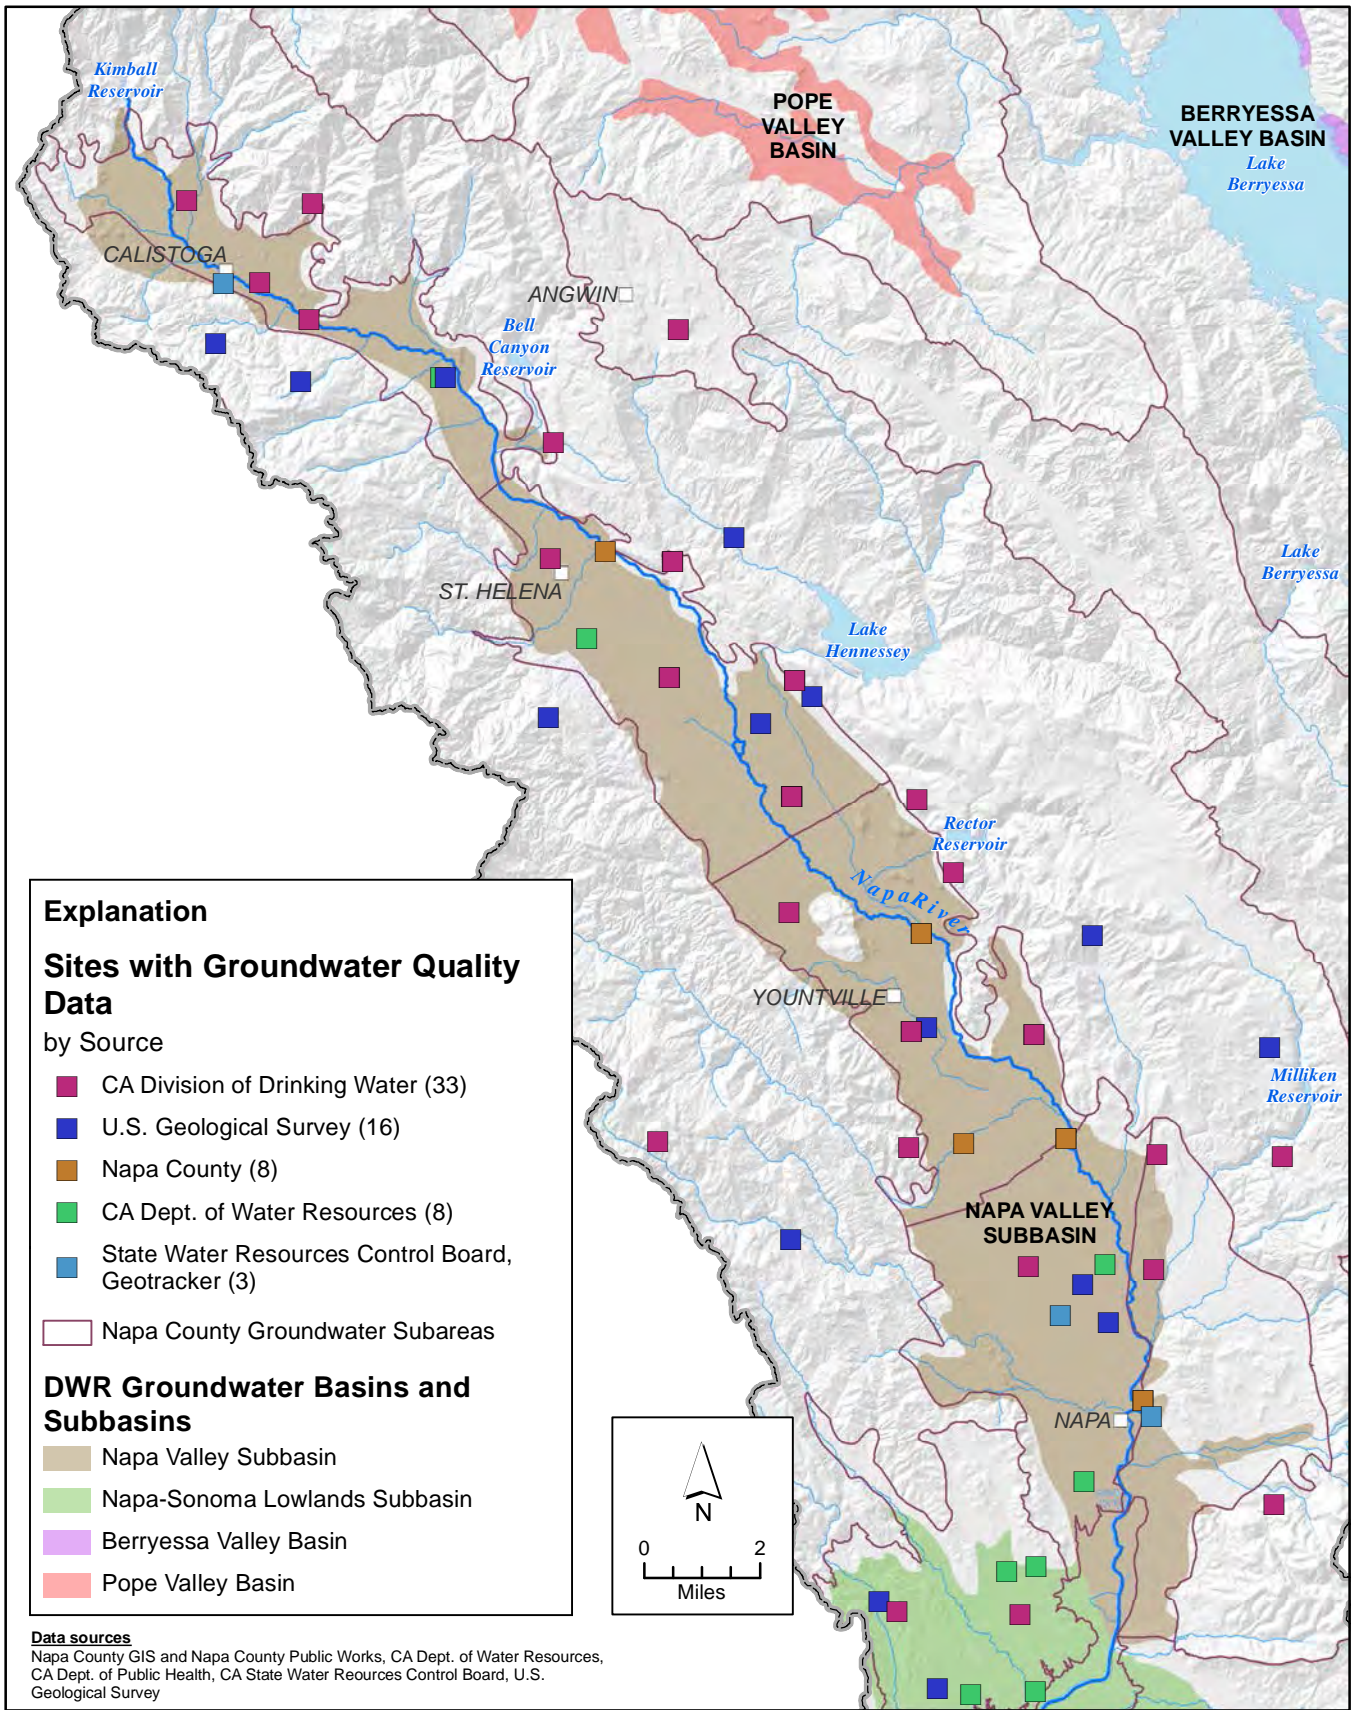 Kimball
Reservoir
POPE
VALLEY
BASIN
BERRYESSA
VALLEY BASIN
Lake
Berryessa
CALISTOGA
ANGWIN
Bell
Canyon
Reservoir
Lake
Berryessa
ST. HELENA
Lake
Hennessey
Rector
Reservoir
Napa River
YOUNTVILLE
Milliken
Reservoir
NAPA VALLEY
SUBBASIN
NAPA
Explanation
Sites with Groundwater Quality
Data
by Source
CA Division of Drinking Water (33)
U.S. Geological Survey (16)
Napa County (8)
CA Dept. of Water Resources (8)
State Water Resources Control Board,
Geotracker (3)
Napa County Groundwater Subareas
DWR Groundwater Basins and
Subbasins
Napa Valley Subbasin
Napa-Sonoma Lowlands Subbasin
Berryessa Valley Basin
Pope Valley Basin
N
0 2
Miles
Data sources
Napa County GIS and Napa County Public Works, CA Dept. of Water Resources,
CA Dept. of Public Health, CA State Water Reources Control Board, U.S.
Geological Survey